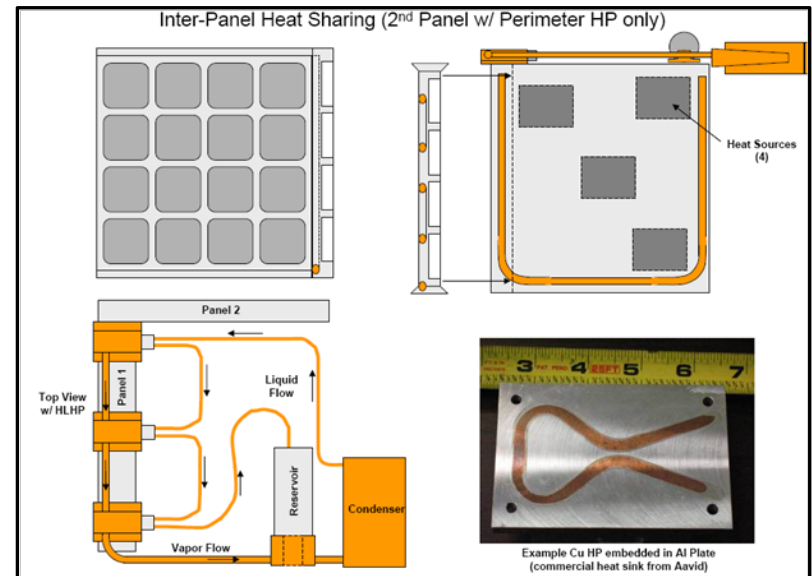 Inter-Panel Heat Sharing (2nd Panel w/ Perimeter HP only)
Heat Sources
(4)
Panel 2
Top View
w/ HLHP
Panel 1
Liquid
Flow
Reservoir
Condenser
Vapor Flow
3 4 25FT 5 6 7
Example Cu HP embedded in Al Plate
(commercial heat sink from Aavid)